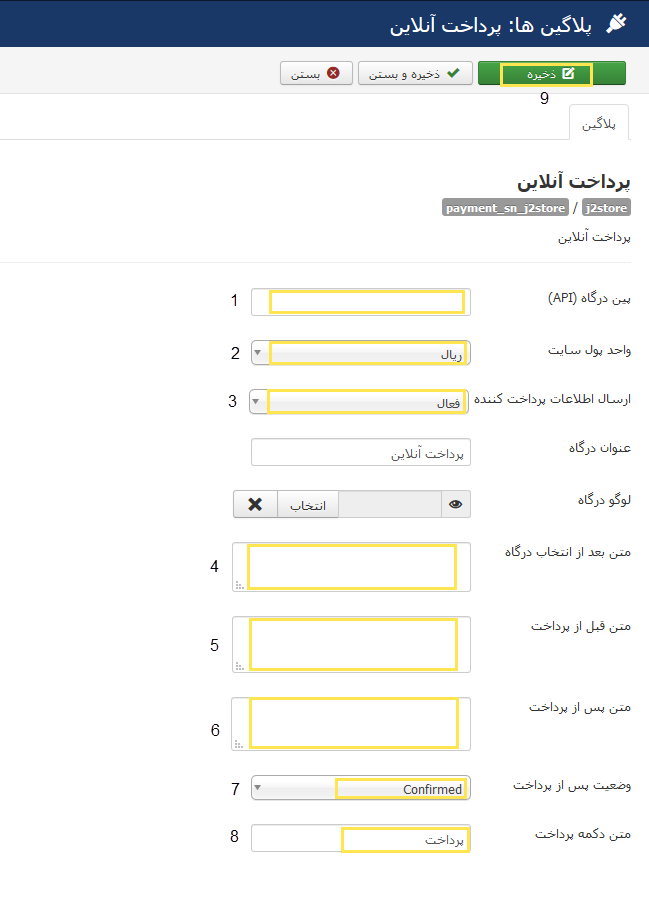 پلاگین ها: پرداخت آنلاین
ذخیره ذخیره و بستن بستن
9
پلاگین
پرداخت آنلاین
j2store / payment_sn_j2store
پرداخت آنلاین
پین درگاه (API) 1
واحد پول سایت ریال 2
ارسال اطلاعات پرداخت کننده فعال 3
عنوان درگاه پرداخت آنلاین
لوگو درگاه انتخاب
متن بعد از انتخاب درگاه 4
متن قبل از پرداخت 5
متن پس از پرداخت 6
وضعیت پس از پرداخت Confirmed 7
متن دکمه پرداخت پرداخت 8